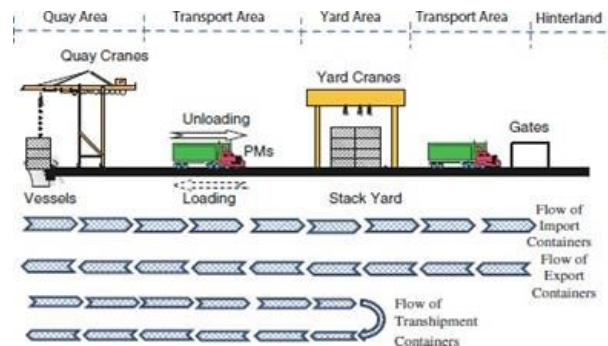 Quay Area Transport Area Yard Area Transport Area Hinterland
Quay Cranes
Yard Cranes
Unloading
PMs
Gates
Vessels Loading Stack Yard
Flow of
Import
Containers
Flow of
Export
Containers
Flow of
Transhipment
Containers